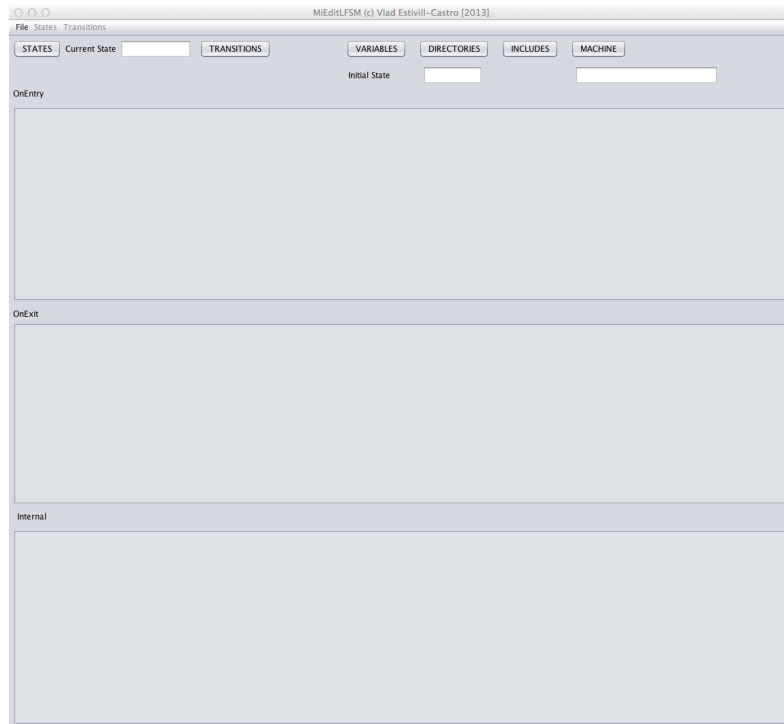 MiEditLFSM (c) Vlad Estivill-Castro [2013]
File States Transitions
STATES Current State TRANSITIONS VARIABLES DIRECTORIES INCLUDES MACHINE
Initial State
OnEntry
OnExit
Internal